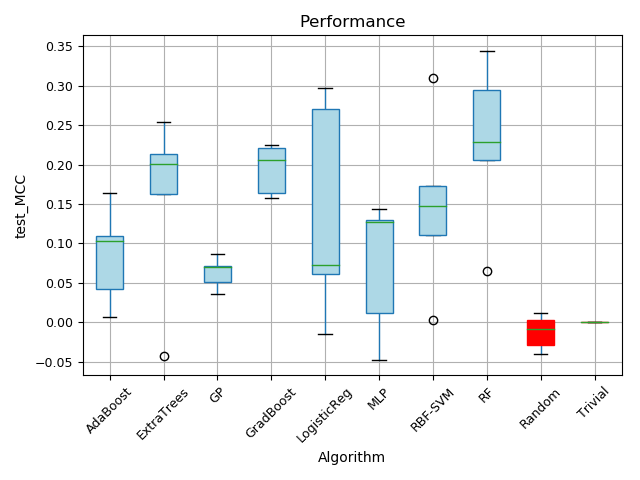 Performance
test_MCC
0.35
0.30
0.25
0.20
0.15
0.10
0.05
0.00
−0.05
AdaBoost
ExtraTrees
GP
GradBoost
LogisticReg
MLP
RBF-SVM
RF
Random
Trivial
Algorithm